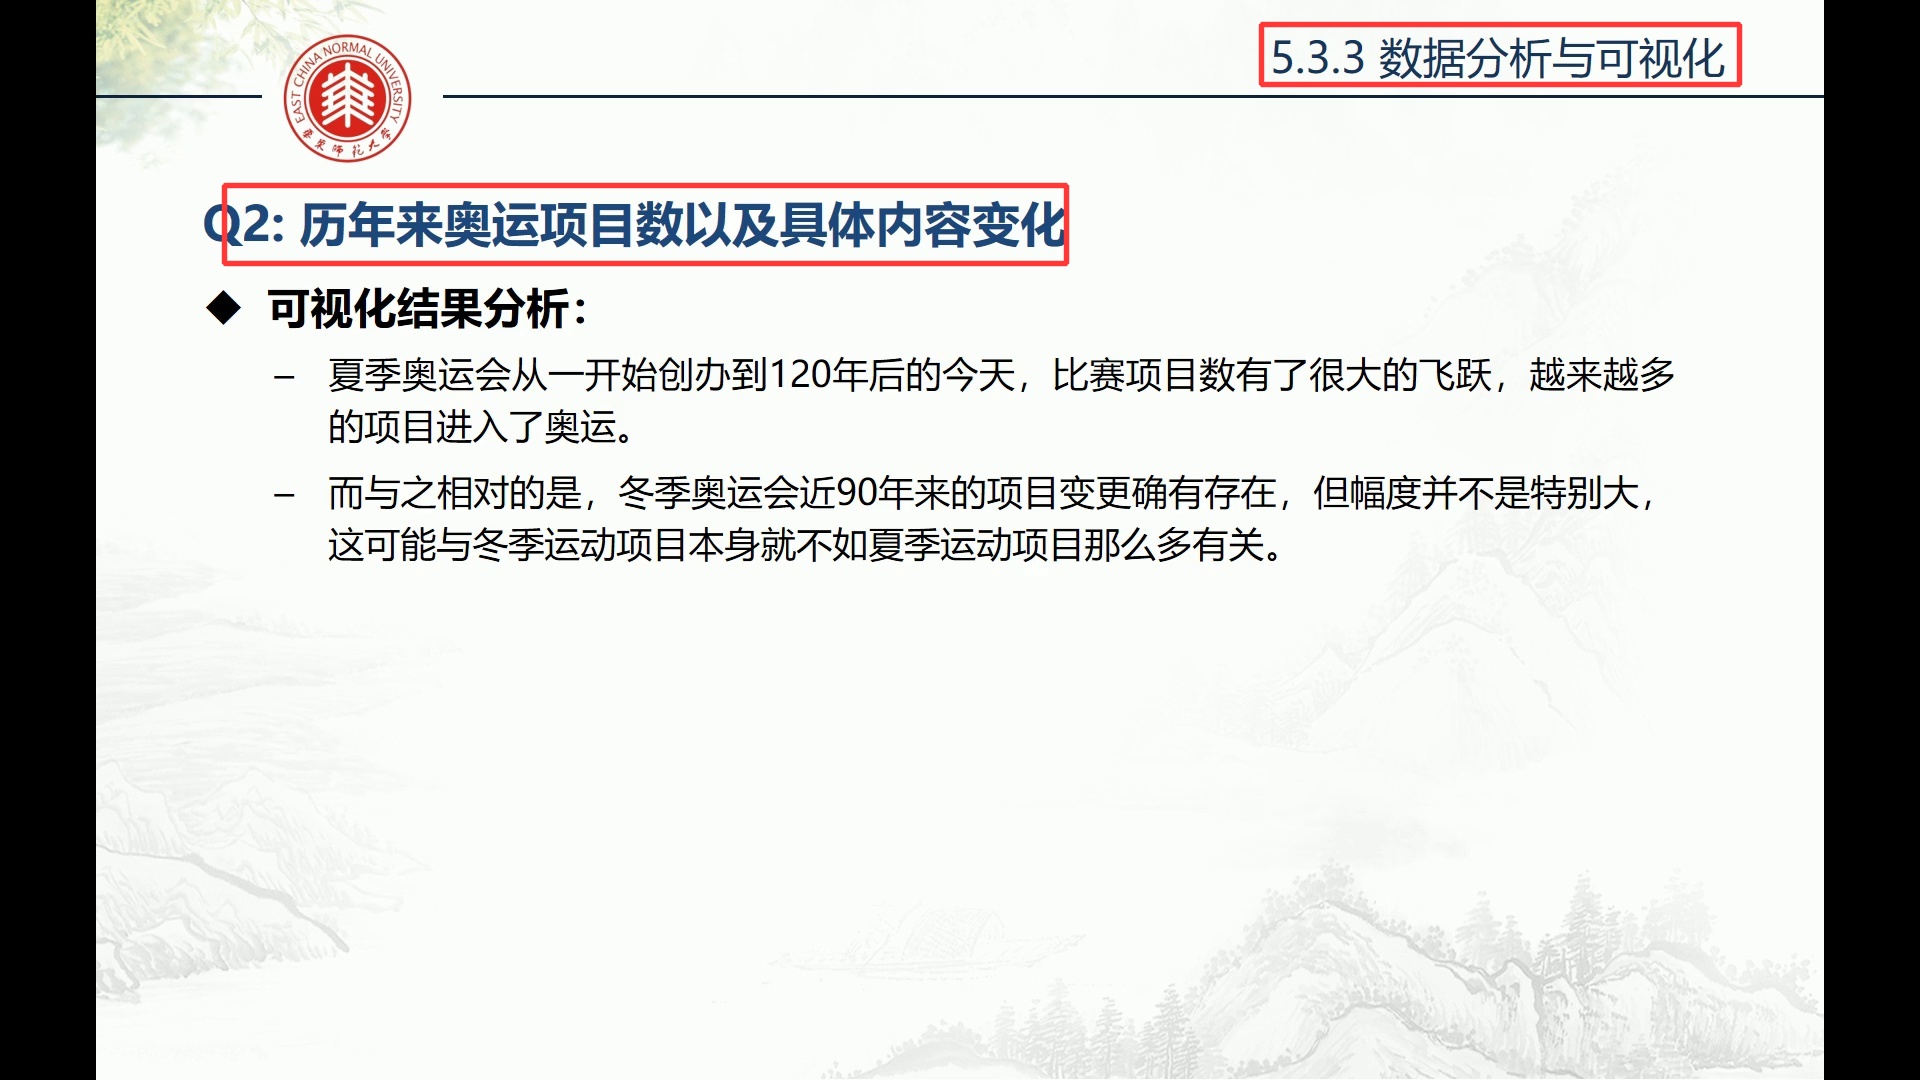 5.3.3 数据分析与可视化
EAST CHINA NORMAL UNIVERSITY
华东师范大学
Q2: 历年来奥运项目数以及具体内容变化
◆ 可视化结果分析：
– 夏季奥运会从一开始创办到120年后的今天，比赛项目数有了很大的飞跃，越来越多
的项目进入了奥运。
– 而与之相对的是，冬季奥运会近90年来的项目变更确有存在，但幅度并不是特别大，
这可能与冬季运动项目本身就不如夏季运动项目那么多有关。